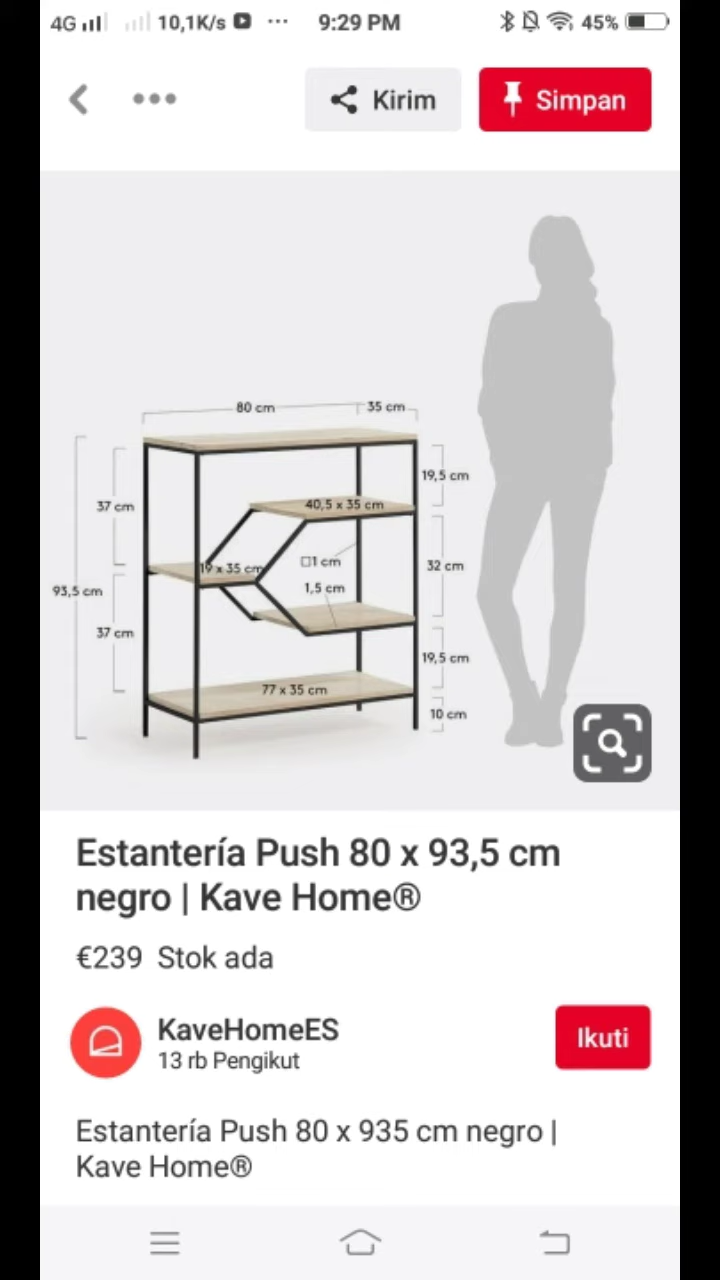 4G 10,1K/s ··· 9:29 PM 45%
Kirim
Simpan
80 cm
35 cm
19,5 cm
37 cm
40,5 x 35 cm
19 x 35 cm
□1 cm
32 cm
93,5 cm
1,5 cm
37 cm
19,5 cm
77 x 35 cm
10 cm
Estantería Push 80 x 93,5 cm
negro | Kave Home®
€239 Stok ada
KaveHomeES
13 rb Pengikut
Ikuti
Estantería Push 80 x 935 cm negro |
Kave Home®